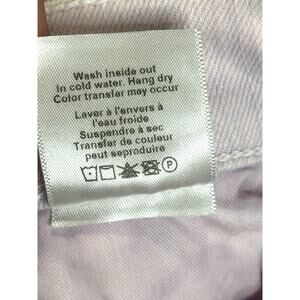 Wash inside out
in cold water. Hang dry
Color transfer may occur
Laver à l'envers à
l'eau froide
Suspendre à sec
Transfert de couleur
peut seproduire
P